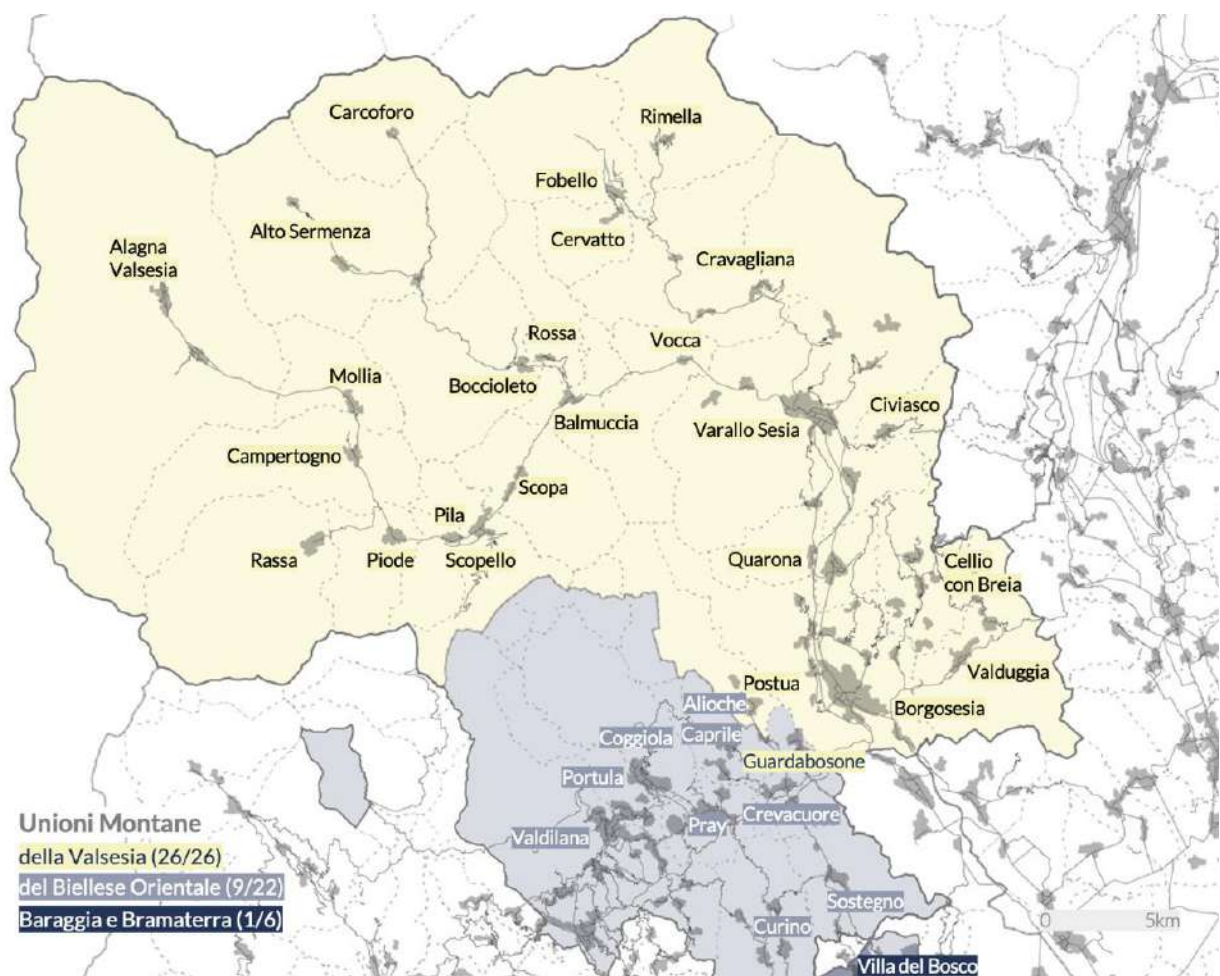 Carcoforo
Rimella
Fobello
Alto Sermenza
Cervatto
Alagna
Valsesia
Cravagliana
Rossa
Vocca
Mollia
Boccioleto
Civiasco
Balmuccia
Varallo Sesia
Campertogno
Scopa
Pila
Rassa
Piode
Scopello
Quarona
Cellio
con Breia
Valduggia
Postua
Alioche
Borgosesia
Coggiola
Caprile
Guardabosone
Portula
Crevacuore
Pray
Valdilana
Unioni Montane
della Valsesia (26/26)
del Biellese Orientale (9/22)
Baraggia e Bramaterra (1/6)
Sostegno
Curino
Villa del Bosco
0 5km